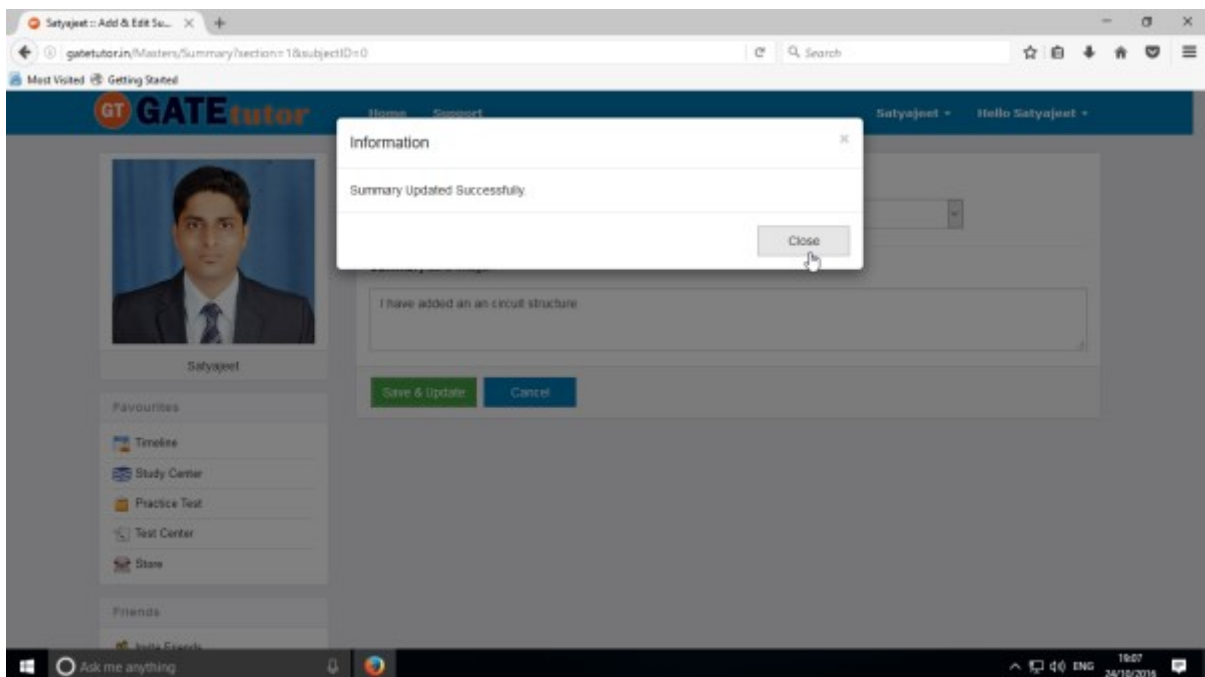 Satyajeet :: Add & Edit Su...
gatetutor.in/Masters/Summary?section=1&subjectID=0
Search
Most Visited Getting Started
GT GATEtutor Home Support Satyajeet Hello Satyajeet
Information
Summary Updated Successfully.
Close
I have added an an circuit structure
Satyajeet
Save & Update Cancel
Favourites
Timeline
Study Center
Practice Test
Test Center
Store
Friends
Invite Friends
Ask me anything
ENG
19:07
24/10/2016